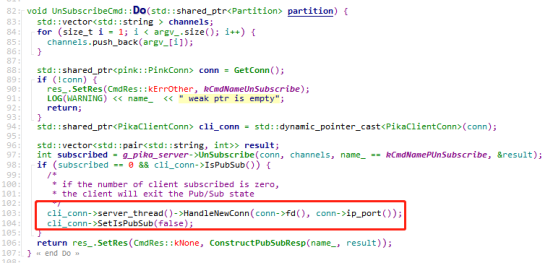 82: void UnSubscribeCmd::Do(std::shared_ptr<Partition> partition) {
83:   std::vector<std::string > channels;
84:   for (size_t i = 1; i < argv_.size(); i++) {
85:     channels.push_back(argv_[i]);
86:   }
87:
88:   std::shared_ptr<pink::PinkConn> conn = GetConn();
89:   if (!conn) {
90:     res_.SetRes(CmdRes::kErrOther, kCmdNameUnSubscribe);
91:     LOG(WARNING) << name_  << " weak ptr is empty";
92:     return;
93:   }
94:   std::shared_ptr<PikaClientConn> cli_conn = std::dynamic_pointer_cast<PikaClientConn>(conn);
95:
96:   std::vector<std::pair<std::string, int>> result;
97:   int subscribed = g_pika_server->UnSubscribe(conn, channels, name_ == kCmdNamePUnSubscribe, &result);
98:   if (subscribed == 0 && cli_conn->IsPubSub()) {
99:     /*
100:      * if the number of client subscribed is zero,
101:      * the client will exit the Pub/Sub state
102:      */
103:     cli_conn->server_thread()->HandleNewConn(conn->fd(), conn->ip_port());
104:     cli_conn->SetIsPubSub(false);
105:   }
106:   return res_.SetRes(CmdRes::kNone, ConstructPubSubResp(name_, result));
107: } « end Do »
108: